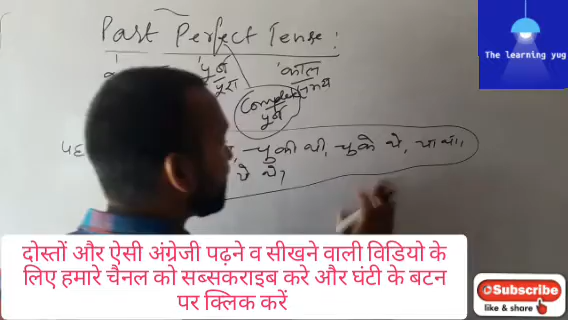 Past Perfect Tense :
पूर्व काल
पूरा
Complete
पूर्व
चुकी थी, चुके थे, या था।
थे,
The learning yug
दोस्तों और ऐसी अंग्रेजी पढ़ने व सीखने वाली विडियो के
लिए हमारे चैनल को सब्सकराइब करे और घंटी के बटन
पर क्लिक करें
Subscribe
like & share